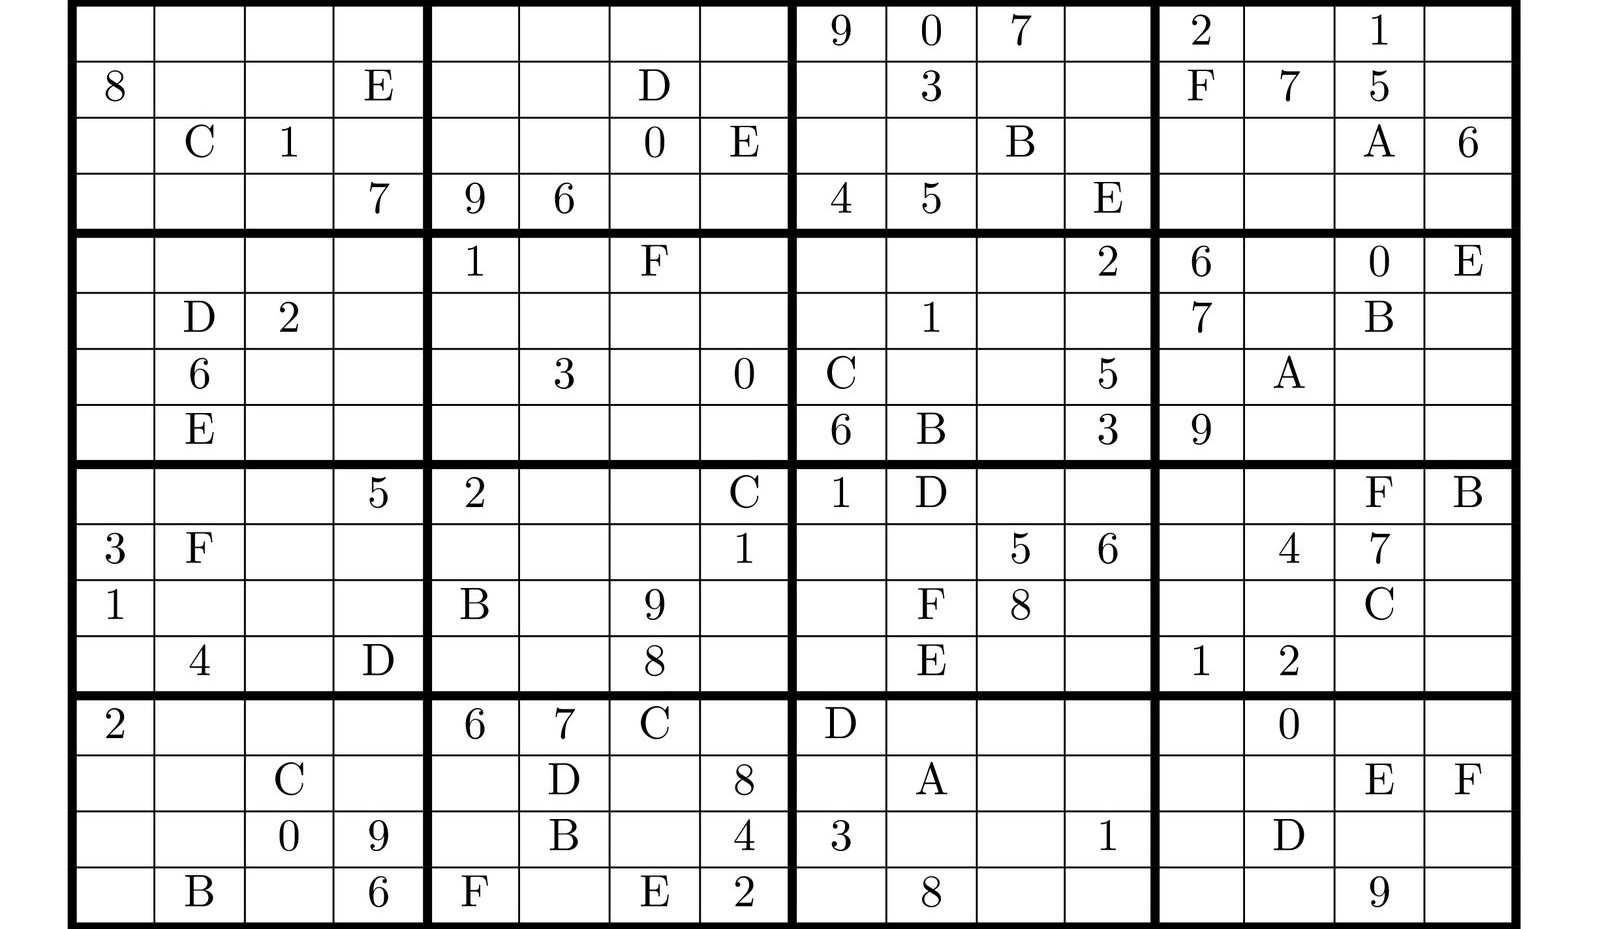 9 0 7 2 1
8 E D 3 F 7 5
C 1 0 E B A 6
7 9 6 4 5 E
1 F 2 6 0 E
D 2 1 7 B
6 3 0 C 5 A
E 6 B 3 9
5 2 C 1 D F B
3 F 1 5 6 4 7
1 B 9 F 8 C
4 D 8 E 1 2
2 6 7 C D 0
C D 8 A E F
0 9 B 4 3 1 D
B 6 F E 2 8 9